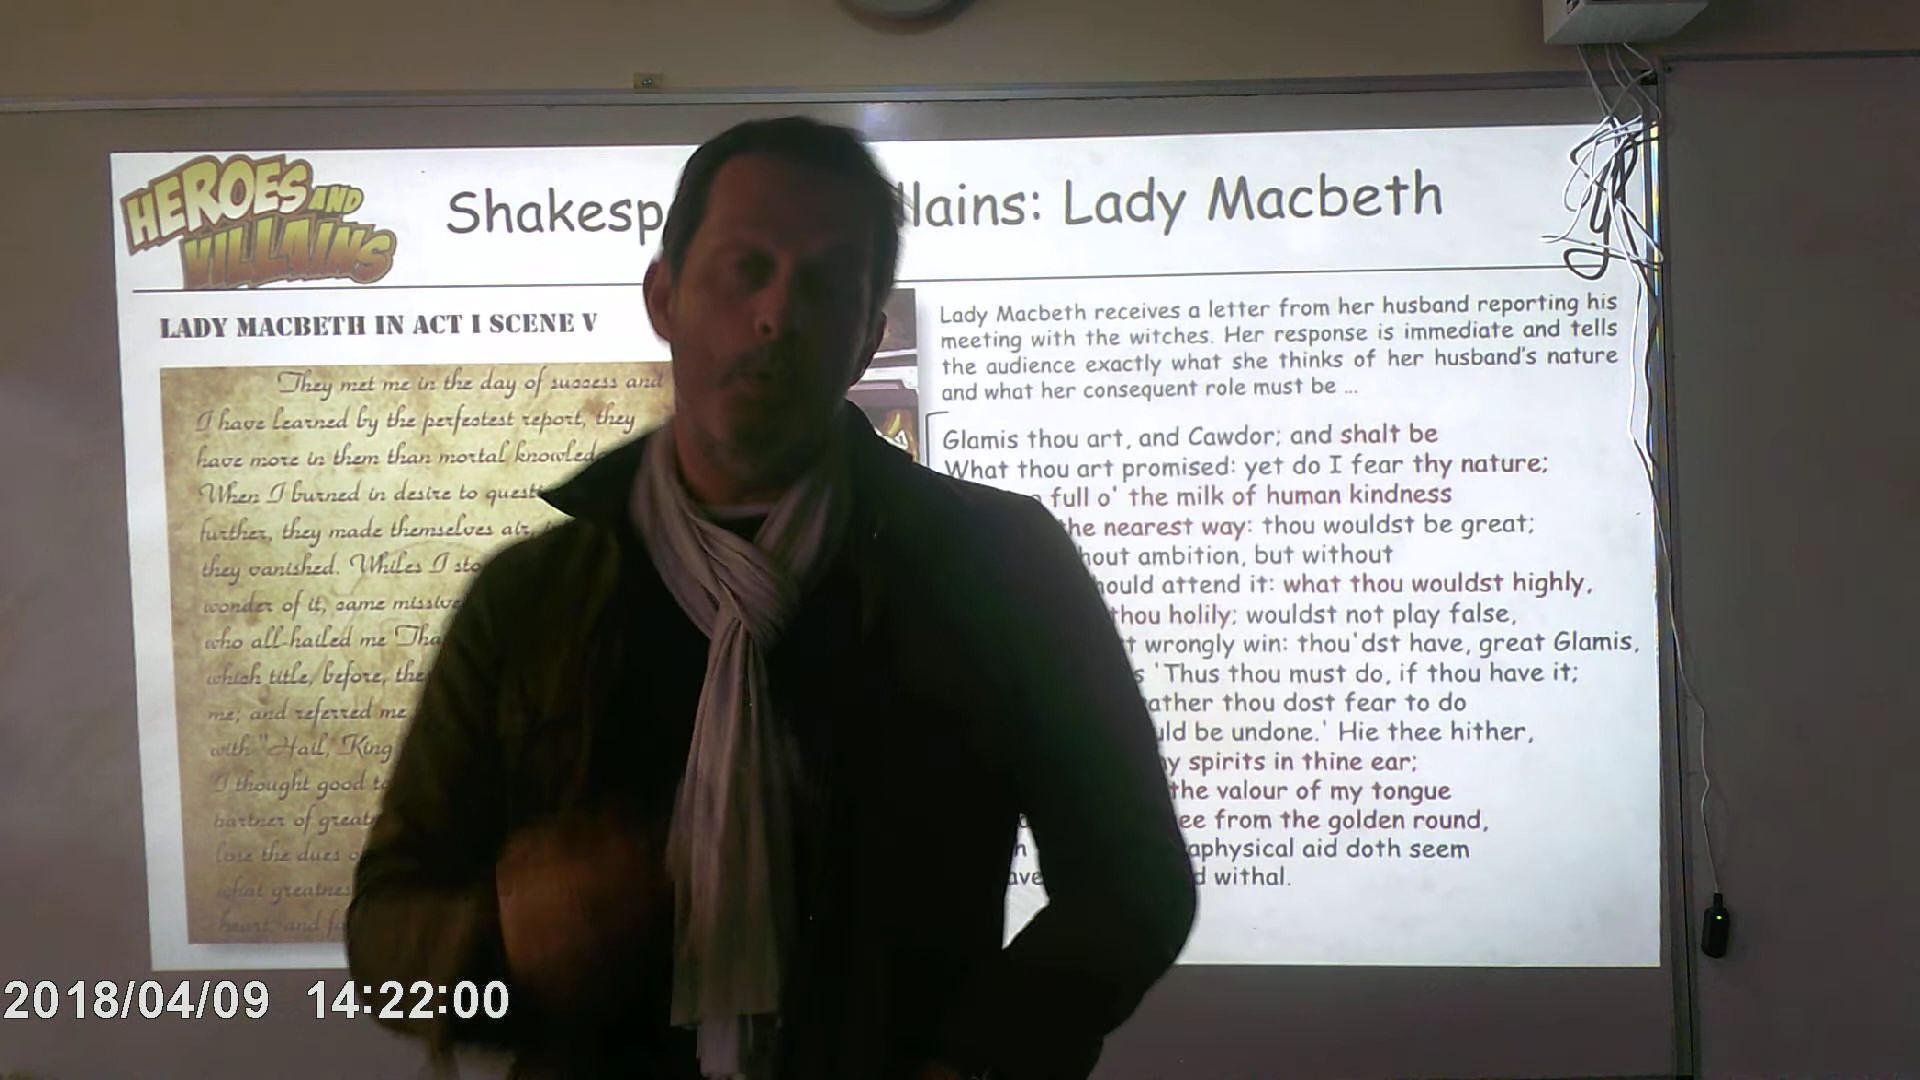 HEROES AND
VILLAINS
Shakesp lains: Lady Macbeth
LADY MACBETH IN ACT I SCENE V
They met me in the day of success and
I have learned by the perfectest report, they
have more in them than mortal knowled
When I burned in desire to questi
further, they made themselves air,
they vanished. Whiles I sto
wonder of it, came missive
who all-hailed me Tha
which title, before, the
me; and referred me
with "Hail, King
I thought good to
partner of great
lose the dues o
what greatnes
heart, and f
Lady Macbeth receives a letter from her husband reporting his
meeting with the witches. Her response is immediate and tells
the audience exactly what she thinks of her husband's nature
and what her consequent role must be ...
Glamis thou art, and Cawdor; and shalt be
What thou art promised: yet do I fear thy nature;
full o' the milk of human kindness
he nearest way: thou wouldst be great;
hout ambition, but without
hould attend it: what thou wouldst highly,
thou holily; wouldst not play false,
t wrongly win: thou'dst have, great Glamis,
s 'Thus thou must do, if thou have it;
ather thou dost fear to do
uld be undone.' Hie thee hither,
y spirits in thine ear;
the valour of my tongue
ee from the golden round,
aphysical aid doth seem
ave d withal.
2018/04/09 14:22:00